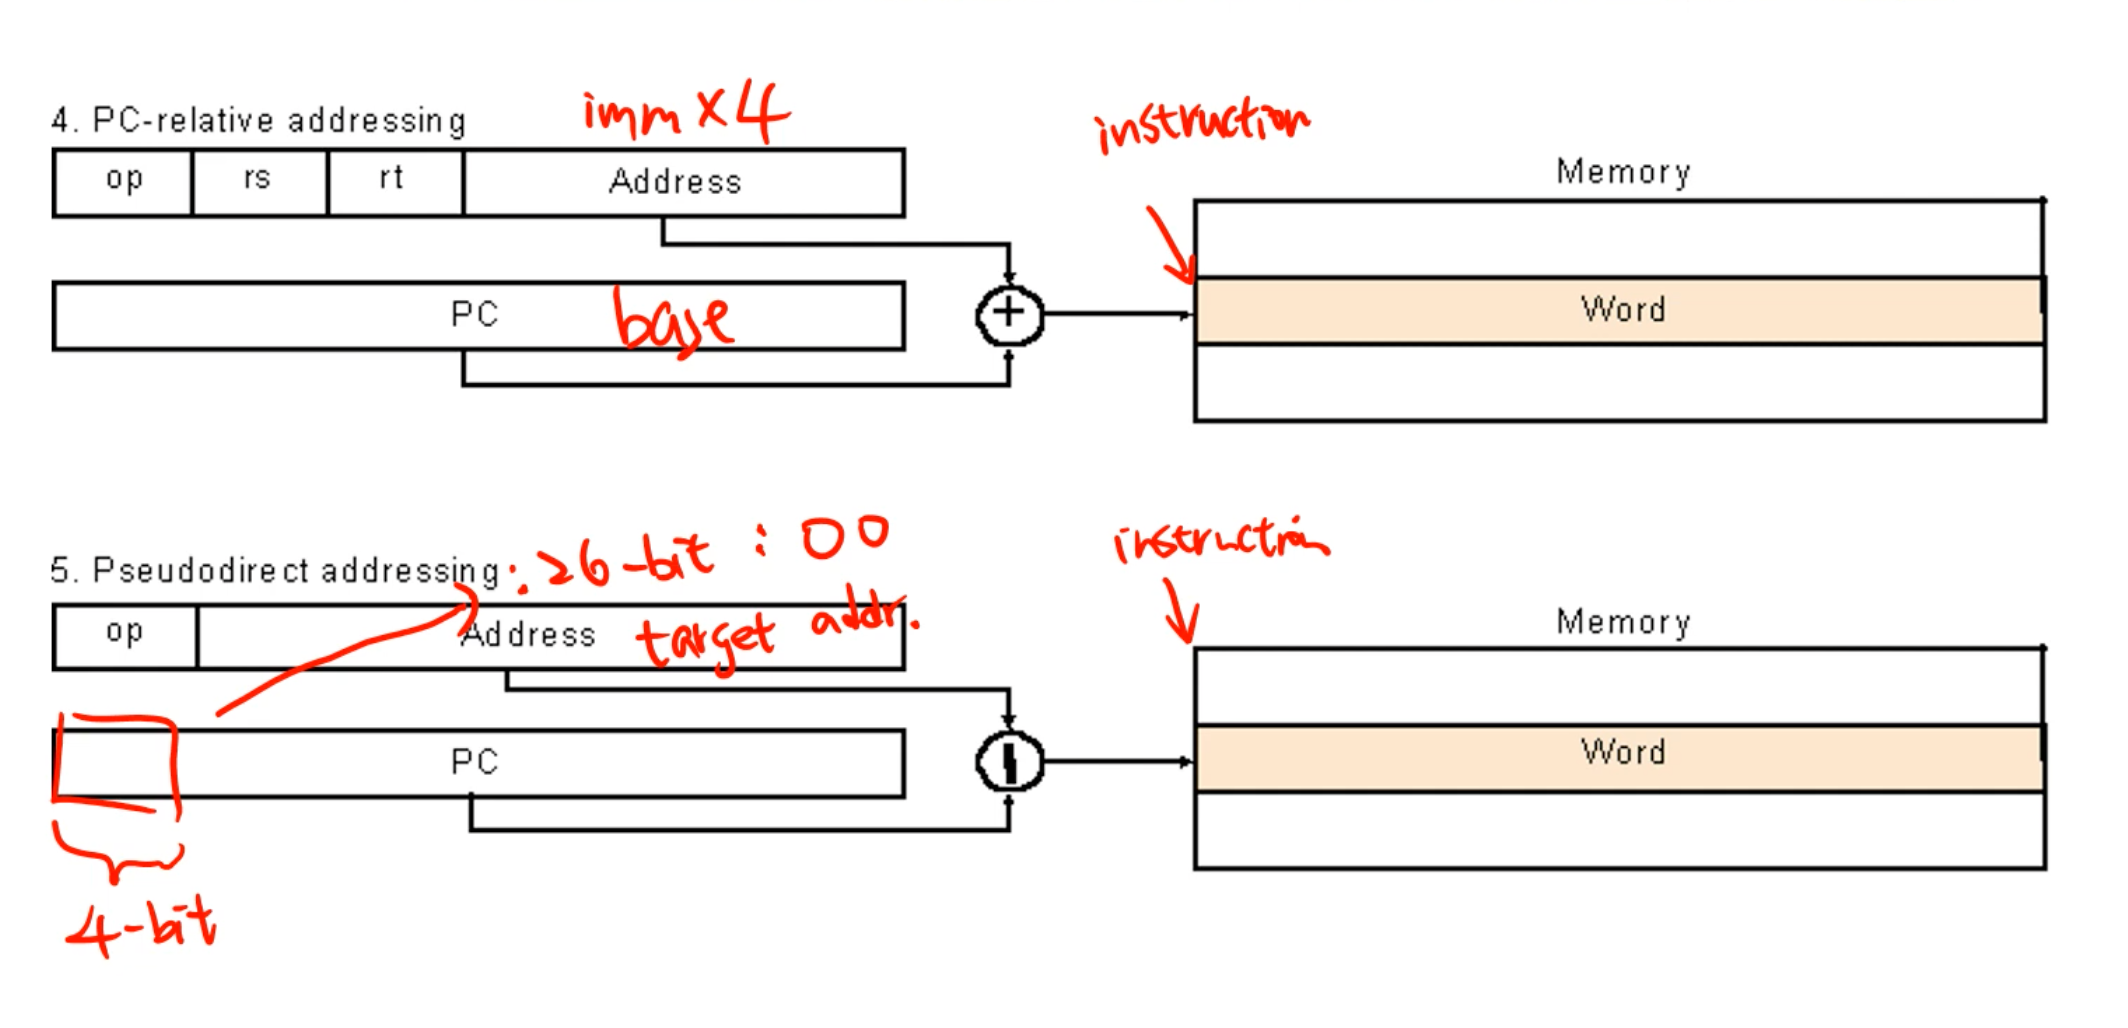 4. PC-relative addressing imm × 4
instruction
op rs rt Address
Memory
PC base
+
Word
5. Pseudodirect addressing : 26-bit : 00
instruction
op Address target addr.
Memory
PC
Word
4-bit